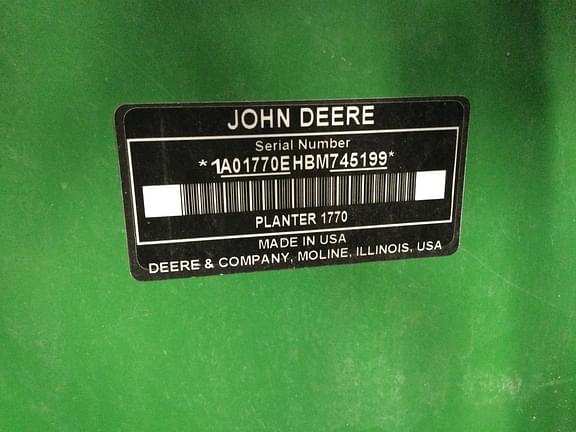 JOHN DEERE
Serial Number
*1A01770EHBM745199*
PLANTER 1770
MADE IN USA
DEERE & COMPANY, MOLINE, ILLINOIS, USA